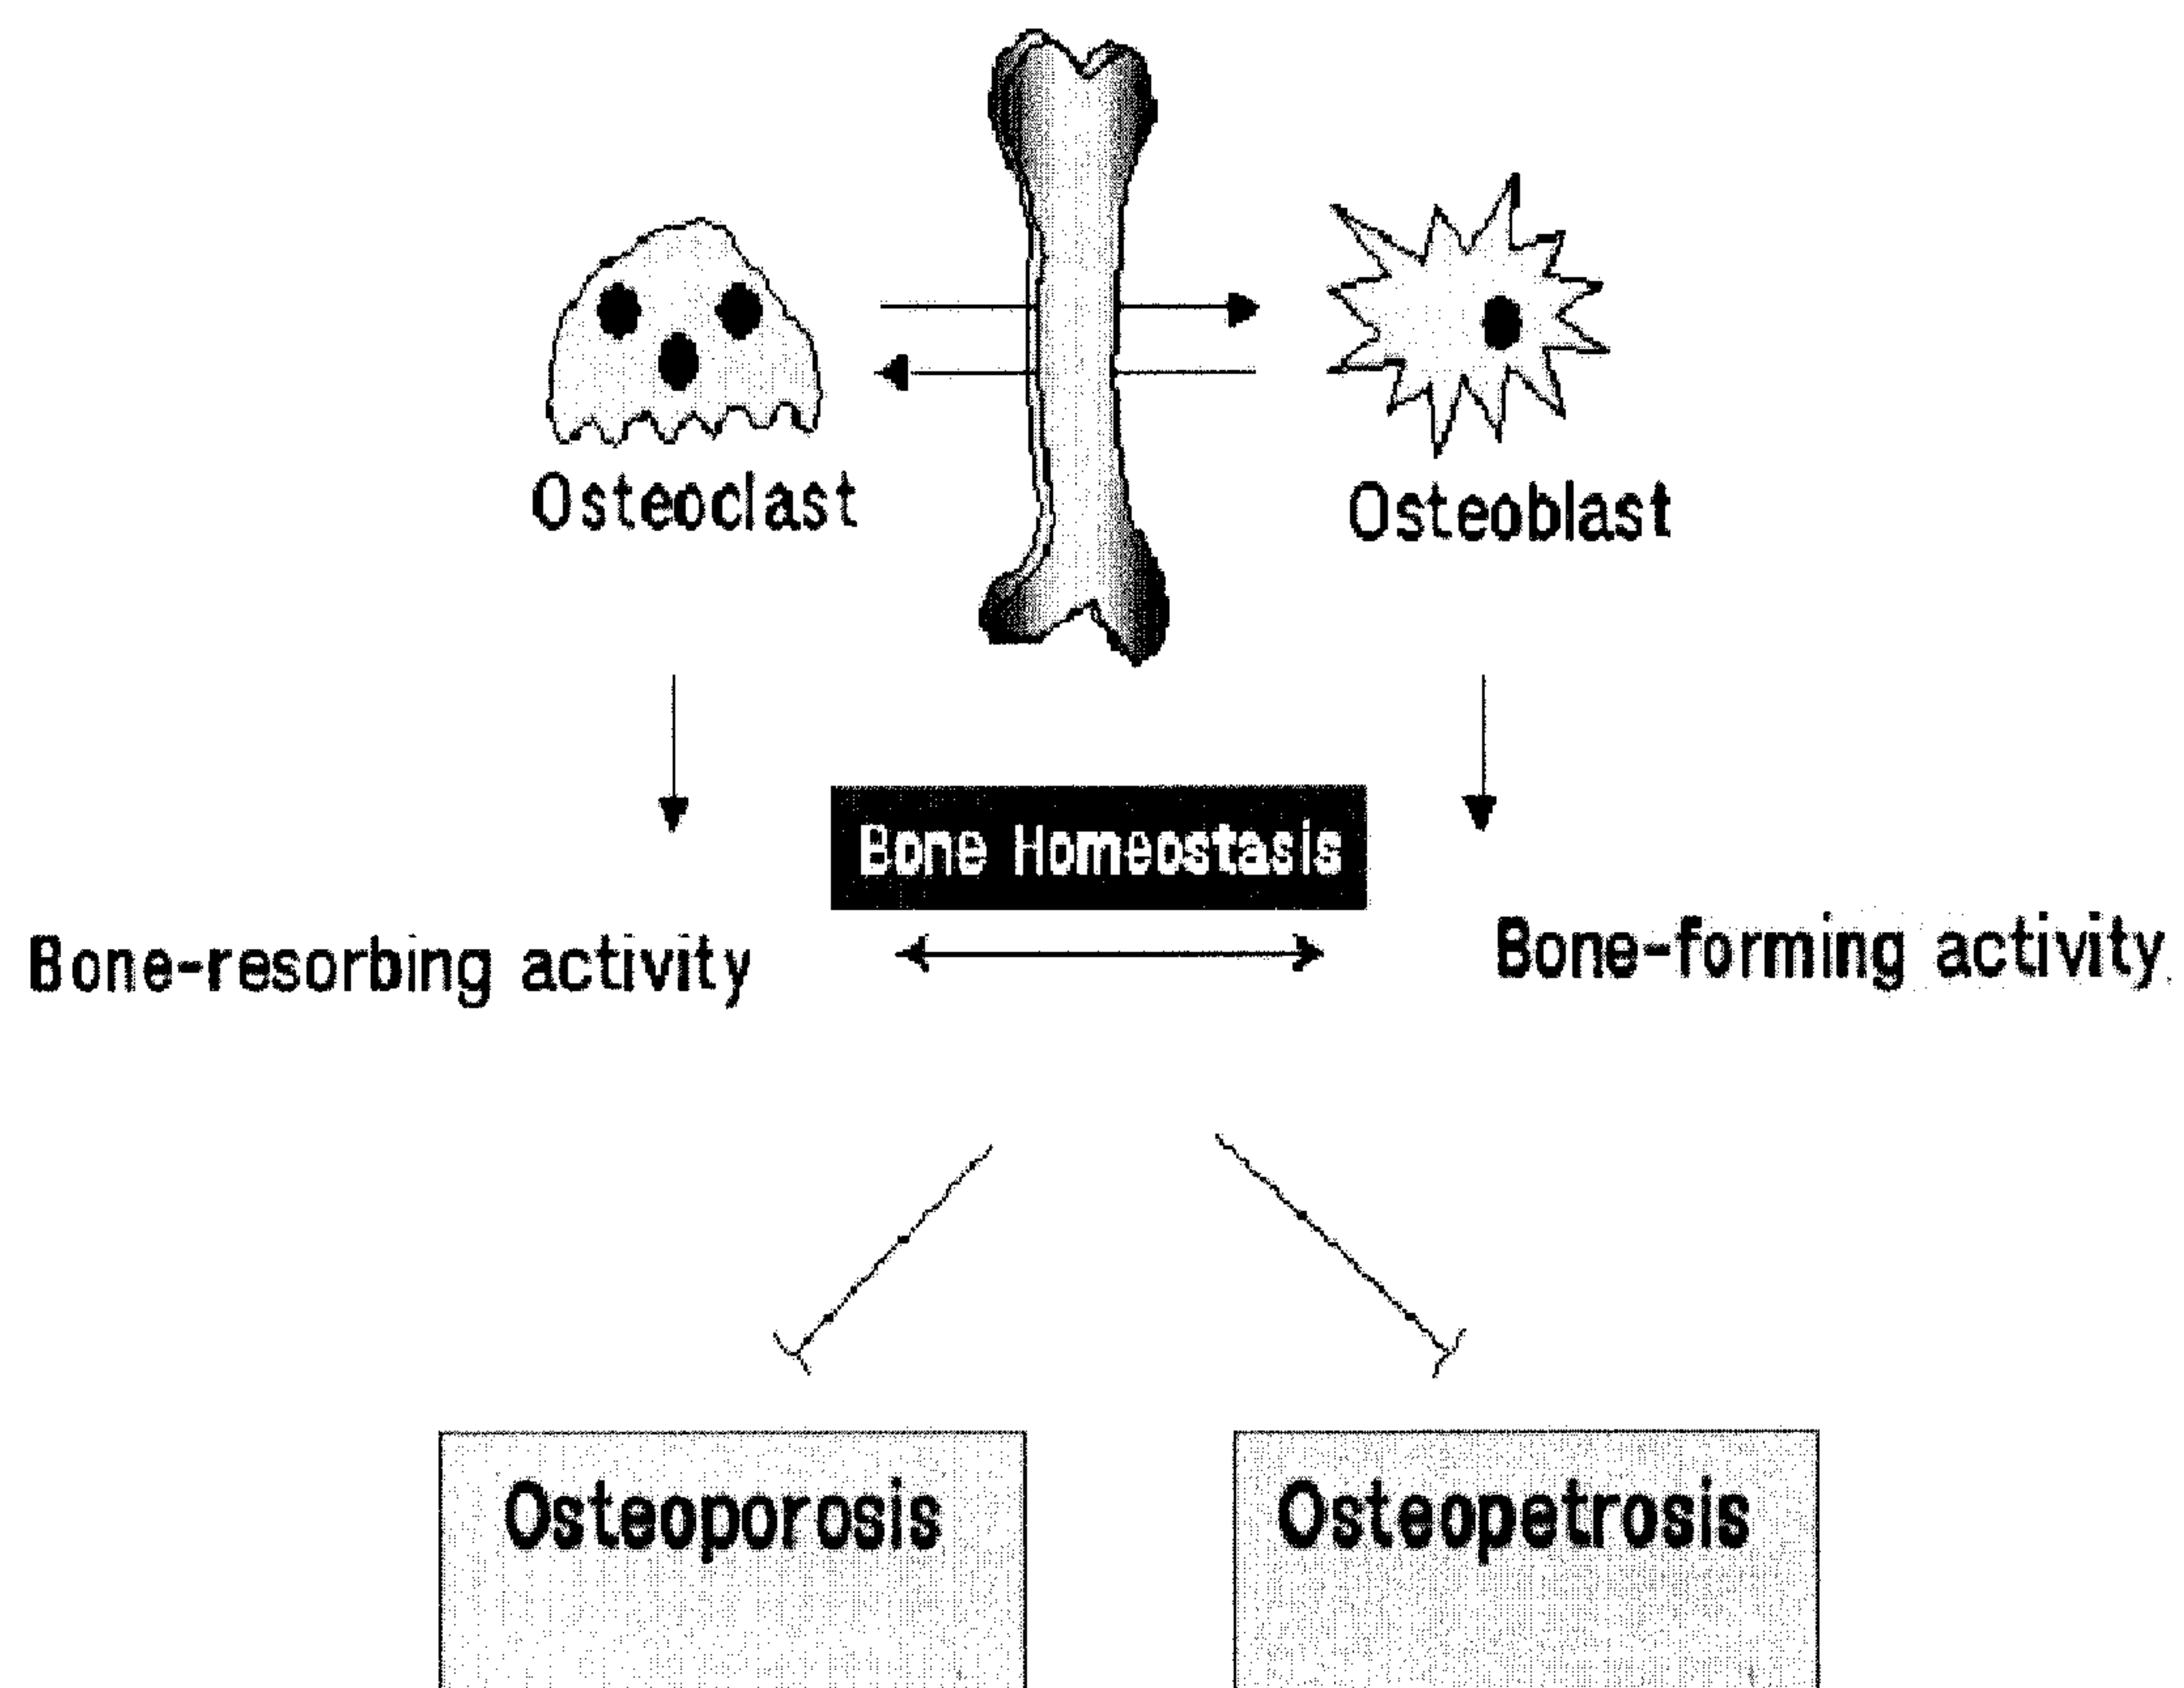 Osteoclast
Osteoblast
Bone Homeostasis
Bone-resorbing activity
Bone-forming activity
Osteoporosis
Osteopetrosis